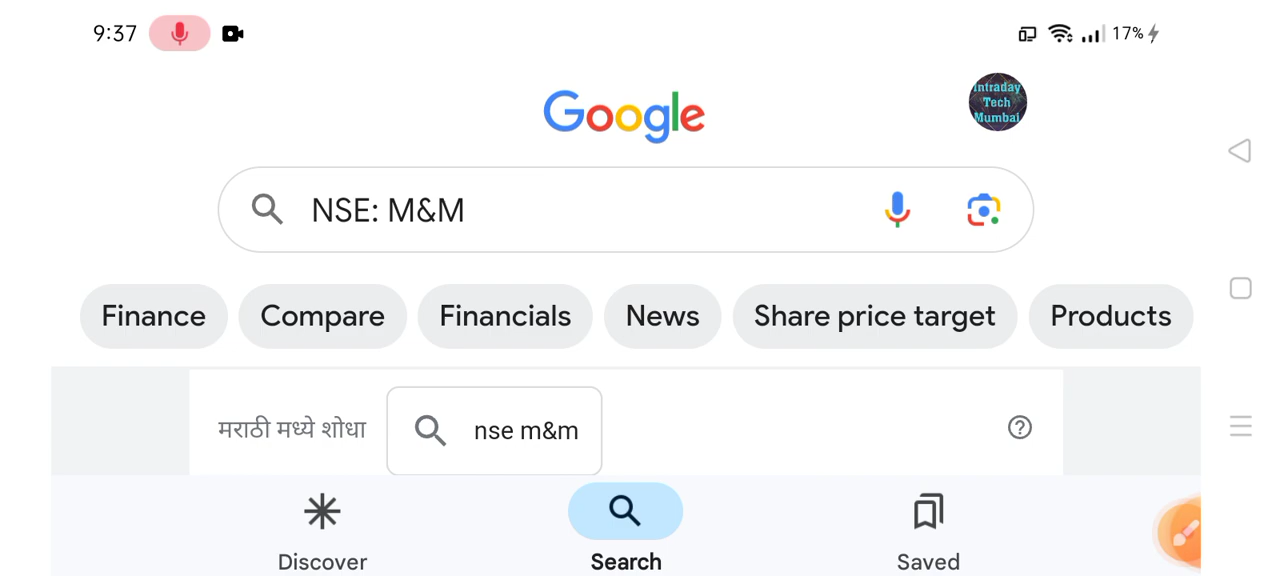 9:37
17%
Google
Intraday
Tech
Mumbai
NSE: M&M
Finance
Compare
Financials
News
Share price target
Products
मराठी मध्ये शोधा
nse m&m
Discover
Search
Saved